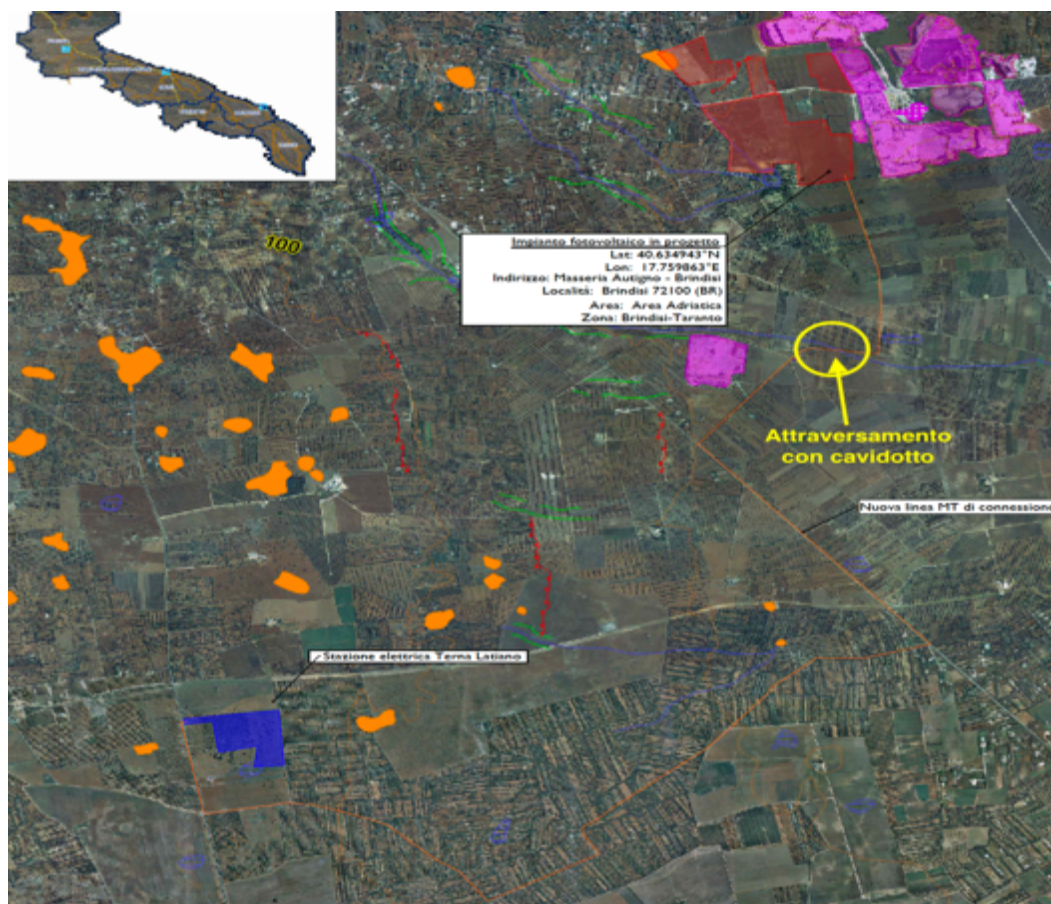 100
Impianto fotovoltaico in progetto
Lat: 40.634943°N
Lon: 17.759863°E
Indirizzo: Masseria Autigno - Brindisi
Località: Brindisi 72100 (BR)
Area: Area Adriatica
Zona: Brindisi-Taranto
Attraversamento
con cavidotto
Nuova linea MT di connessione
Stazione elettrica Terna Latiano